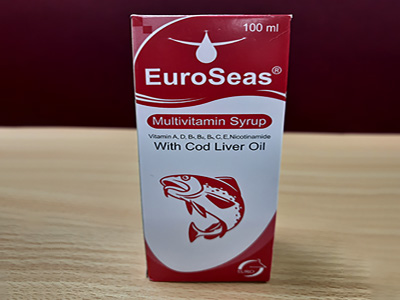 100 ml
EuroSeas®
Multivitamin Syrup
Vitamin A, D, B₁, B₂, B₆, C, E, Nicotinamide
With Cod Liver Oil